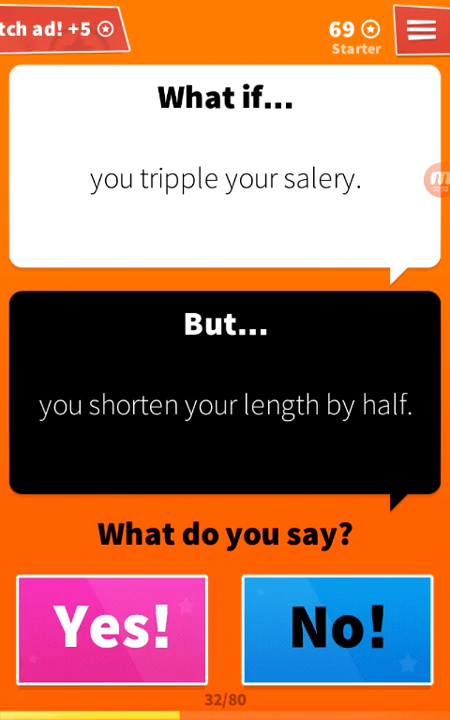 tch ad! +5
69
Starter
What if...
you tripple your salery.
But...
you shorten your length by half.
What do you say?
Yes!
No!
32/80